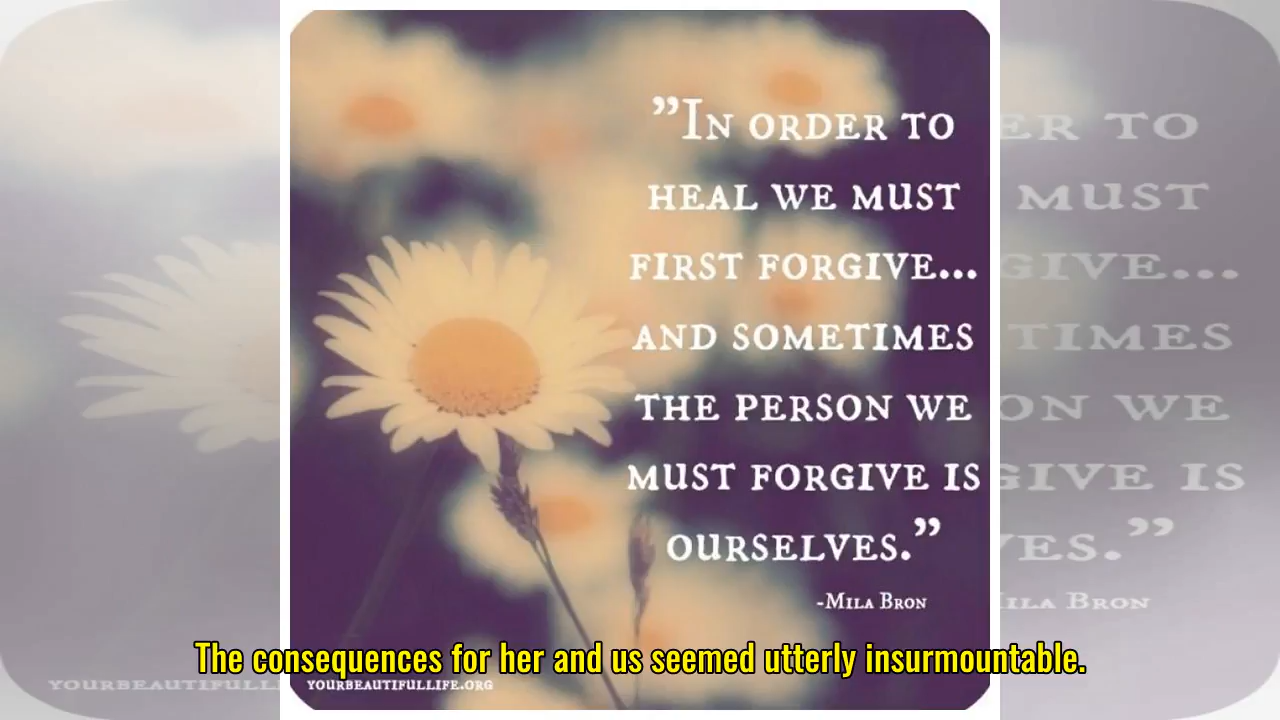 ”In order to
heal we must
first forgive...
and sometimes
the person we
must forgive is
ourselves.”
-Mila Bron
The consequences for her and us seemed utterly insurmountable.
yourbeautifullife.org